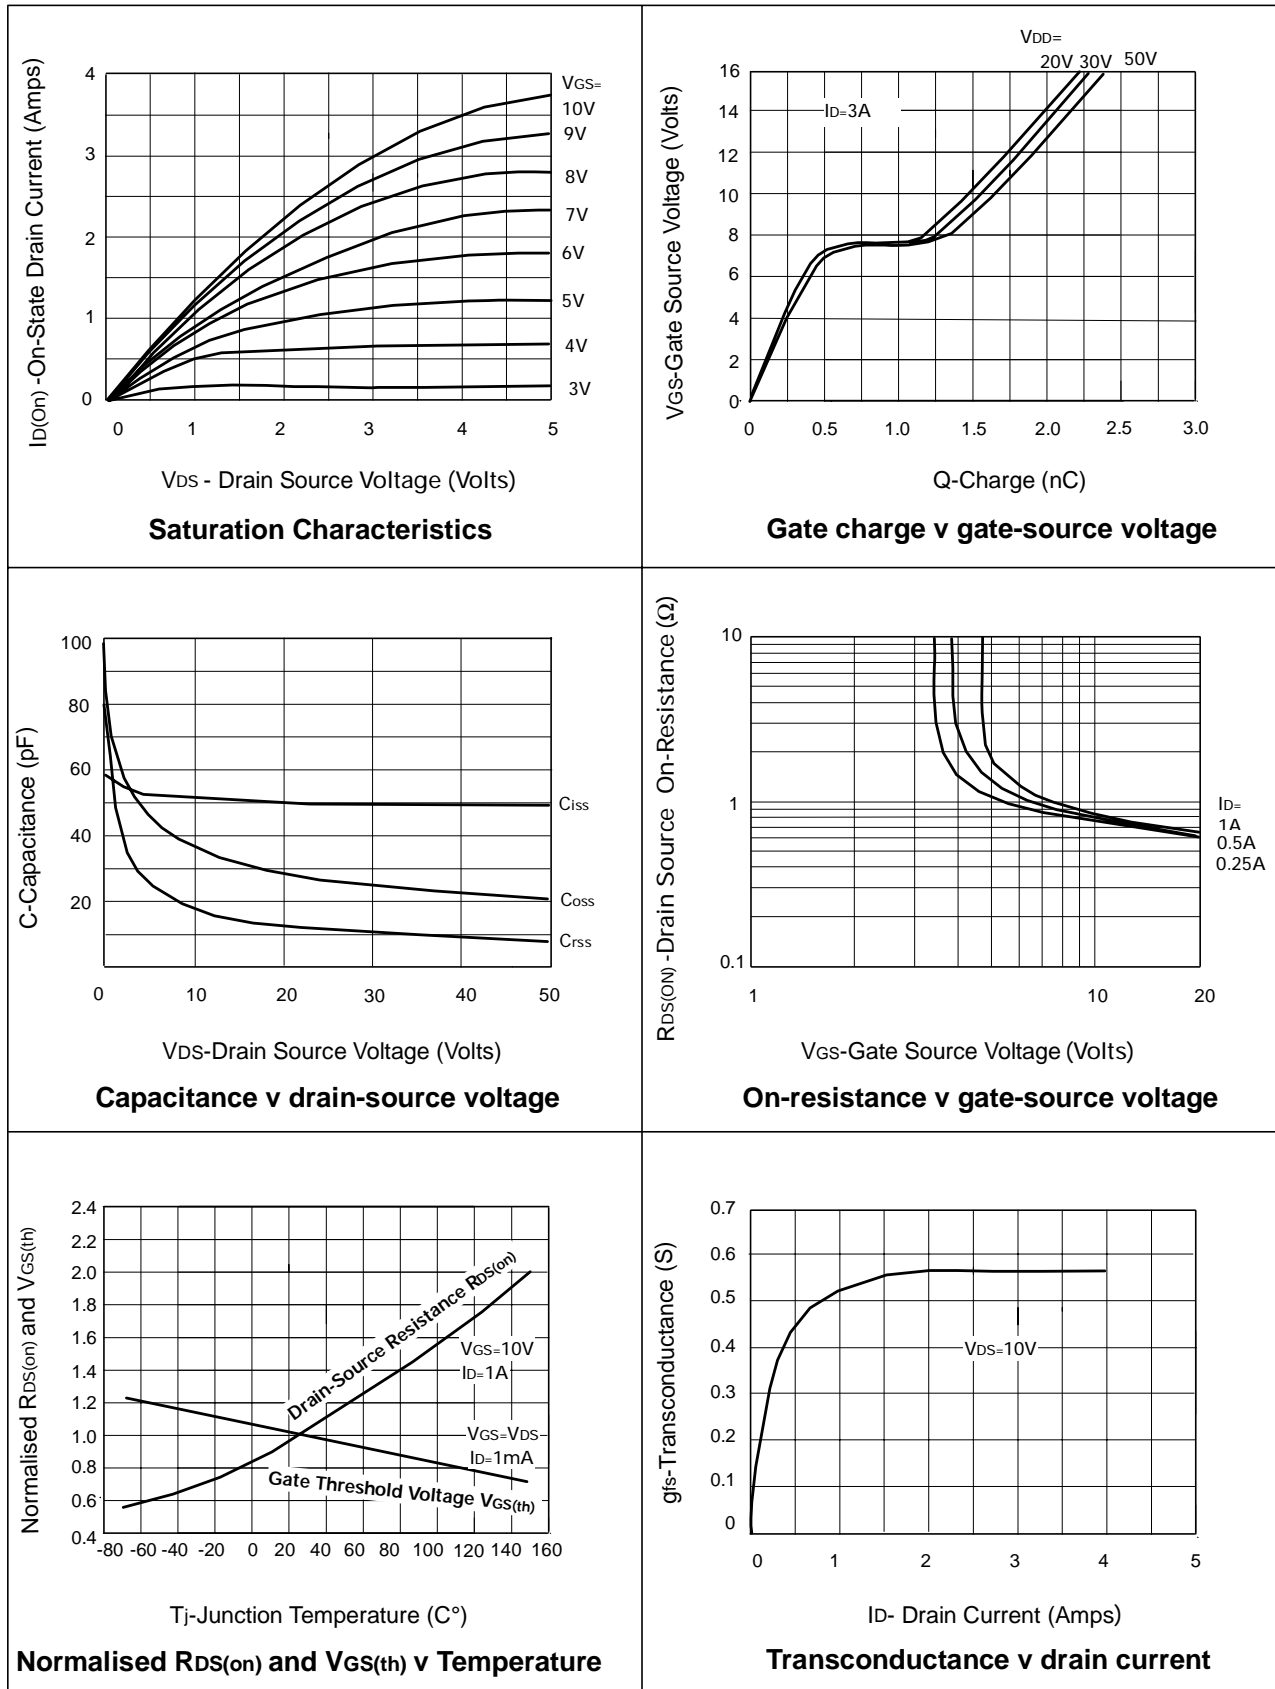 ID(On) -On-State Drain Current (Amps)
4
3
2
1
0
VGS=
10V
9V
8V
7V
6V
5V
4V
3V
0 1 2 3 4 5
VDS - Drain Source Voltage (Volts)
Saturation Characteristics
VGS-Gate Source Voltage (Volts)
VDD=
20V 30V 50V
16
14
12
10
8
6
4
2
0
ID=3A
0 0.5 1.0 1.5 2.0 2.5 3.0
Q-Charge (nC)
Gate charge v gate-source voltage
C-Capacitance (pF)
100
80
60
40
20
Ciss
Coss
Crss
0 10 20 30 40 50
VDS-Drain Source Voltage (Volts)
Capacitance v drain-source voltage
RDS(ON) -Drain Source On-Resistance (Ω)
10
1
0.1
ID=
1A
0.5A
0.25A
1 10 20
VGS-Gate Source Voltage (Volts)
On-resistance v gate-source voltage
Normalised RDS(on) and VGS(th)
2.4
2.2
2.0
1.8
1.6
1.4
1.2
1.0
0.8
0.6
0.4
Drain-Source Resistance RDS(on)
VGS=10V
ID=1A
VGS=VDS
ID=1mA
Gate Threshold Voltage VGS(th)
-80 -60 -40 -20 0 20 40 60 80 100 120 140 160
Tj-Junction Temperature (C°)
Normalised RDS(on) and VGS(th) v Temperature
gfs-Transconductance (S)
0.7
0.6
0.5
0.4
0.3
0.2
0.1
0
VDS=10V
0 1 2 3 4 5
ID- Drain Current (Amps)
Transconductance v drain current